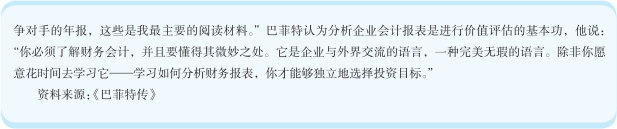 争对手的年报，这些是我最主要的阅读材料。”巴菲特认为分析企业会计报表是进行价值评估的基本功，他说：
“你必须了解财务会计，并且要懂得其微妙之处。它是企业与外界交流的语言，一种完美无瑕的语言。除非你愿
意花时间去学习它——学习如何分析财务报表，你才能够独立地选择投资目标。”
资料来源：《巴菲特传》